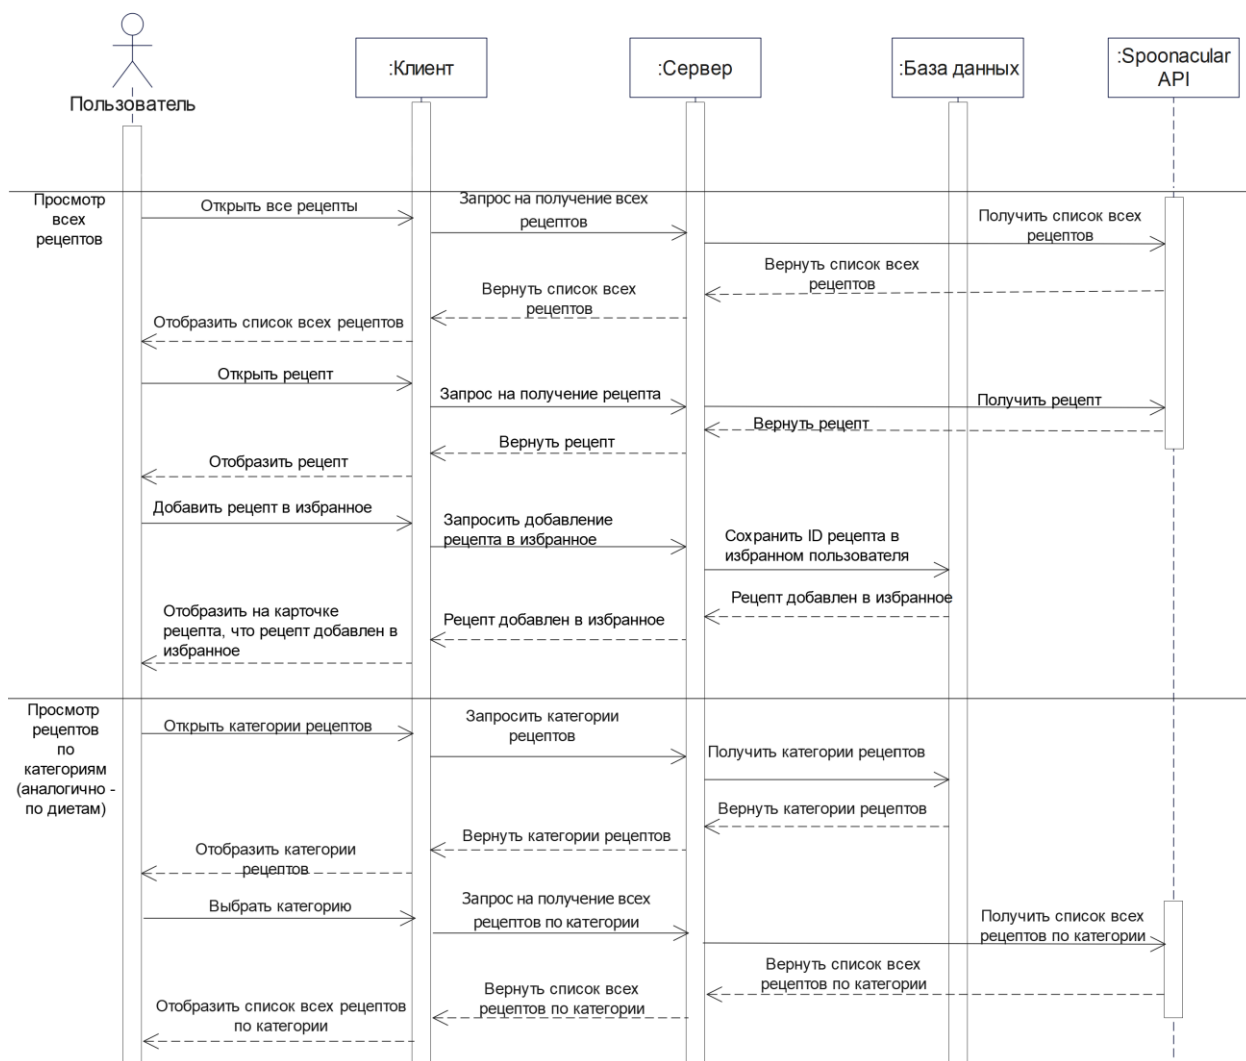 Пользователь
:Клиент
:Сервер
:База данных
:Spoonacular
API
Просмотр
всех
рецептов
Открыть все рецепты
Запрос на получение всех
рецептов
Получить список всех
рецептов
Вернуть список всех
рецептов
Вернуть список всех
рецептов
Отобразить список всех рецептов
Открыть рецепт
Запрос на получение рецепта
Получить рецепт
Вернуть рецепт
Вернуть рецепт
Отобразить рецепт
Добавить рецепт в избранное
Запросить добавление
рецепта в избранное
Сохранить ID рецепта в
избранном пользователя
Рецепт добавлен в избранное
Рецепт добавлен в избранное
Отобразить на карточке
рецепта, что рецепт добавлен в
избранное
Просмотр
рецептов
по
категориям
(аналогично -
по диетам)
Открыть категории рецептов
Запросить категории
рецептов
Получить категории рецептов
Вернуть категории рецептов
Вернуть категории рецептов
Отобразить категории
рецептов
Выбрать категорию
Запрос на получение всех
рецептов по категории
Получить список всех
рецептов по категории
Вернуть список всех
рецептов по категории
Вернуть список всех
рецептов по категории
Отобразить список всех рецептов
по категории